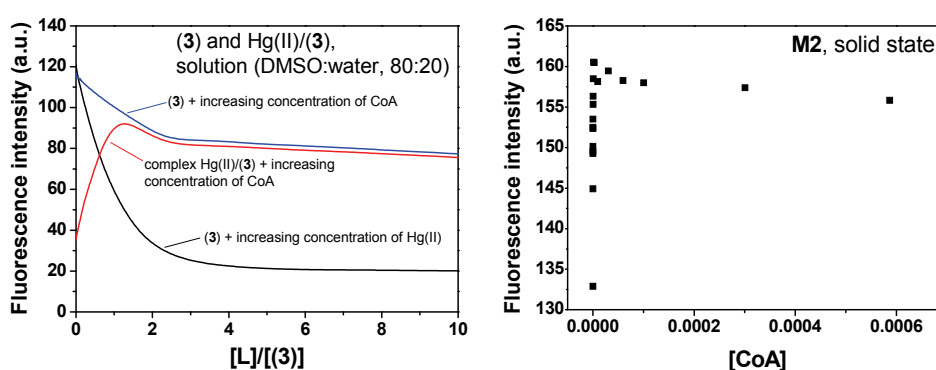 (3) and Hg(II)/(3),
solution (DMSO:water, 80:20)
(3) + increasing concentration of CoA
complex Hg(II)/(3) + increasing
concentration of CoA
(3) + increasing concentration of Hg(II)
Fluorescence intensity (a.u.)
140
120
100
80
60
40
20
0
0 2 4 6 8 10
[L]/[(3)]
M2, solid state
Fluorescence intensity (a.u.)
165
160
155
150
145
140
135
130
0.0000 0.0002 0.0004 0.0006
[CoA]